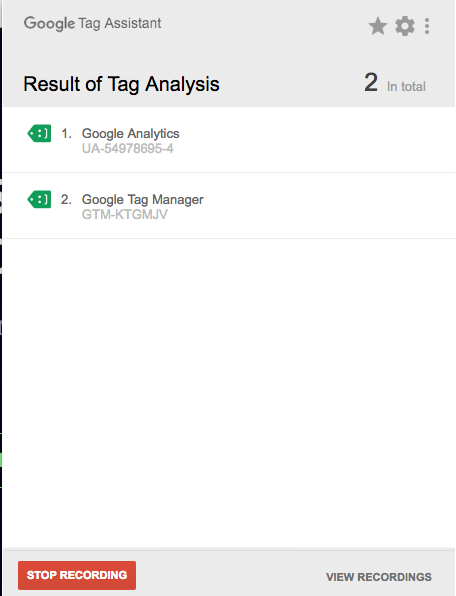 Google Tag Assistant
Result of Tag Analysis 2 In total
1. Google Analytics
UA-54978695-4
2. Google Tag Manager
GTM-KTGMJV
STOP RECORDING VIEW RECORDINGS